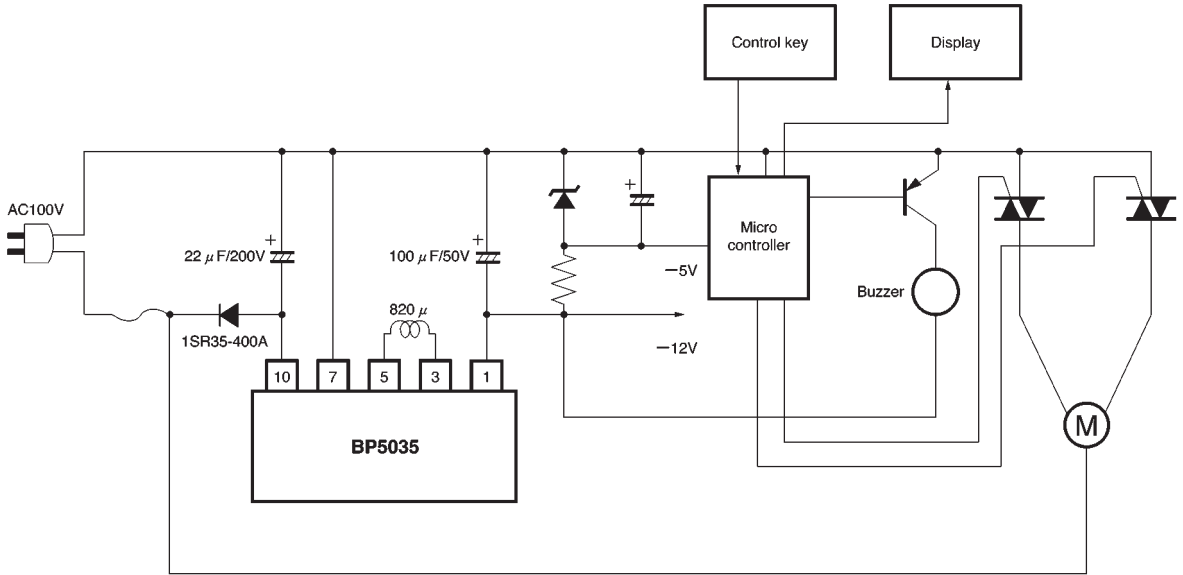 Control key
Display
AC100V
+
22 μF/200V
+
100 μF/50V
+
Micro
controller
−5V
Buzzer
820 μ
1SR35-400A
−12V
10
7
5
3
1
BP5035
M